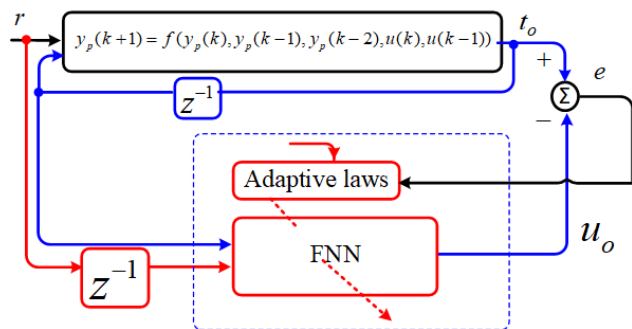 r
y_p(k+1) = f(y_p(k), y_p(k-1), y_p(k-2), u(k), u(k-1))
t_o
+
e
z^{-1}
Σ
−
Adaptive laws
FNN
u_o
z^{-1}